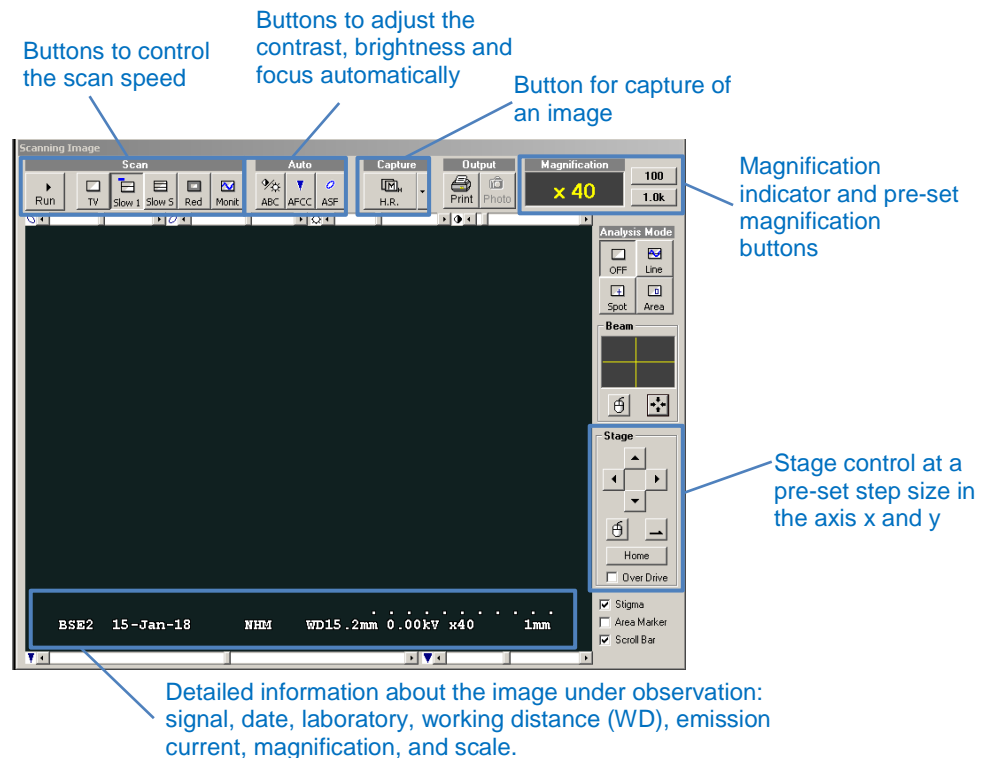 Buttons to adjust the
contrast, brightness and
focus automatically
Buttons to control
the scan speed
Button for capture of
an image
Scanning Image
Scan
Auto
Capture
Output
Magnification
Run
TV
Slow 1
Slow 5
Red
Monit
ABC
AFCC
ASF
H.R.
Print
Photo
x 40
100
1.0k
Magnification
indicator and pre-set
magnification
buttons
Analysis Mode
OFF
Line
Spot
Area
Beam
Stage
Home
Over Drive
Stage control at a
pre-set step size in
the axis x and y
Stigma
Area Marker
Scroll Bar
BSE2 15-Jan-18 NHM WD15.2mm 0.00kV x40 1mm
Detailed information about the image under observation:
signal, date, laboratory, working distance (WD), emission
current, magnification, and scale.